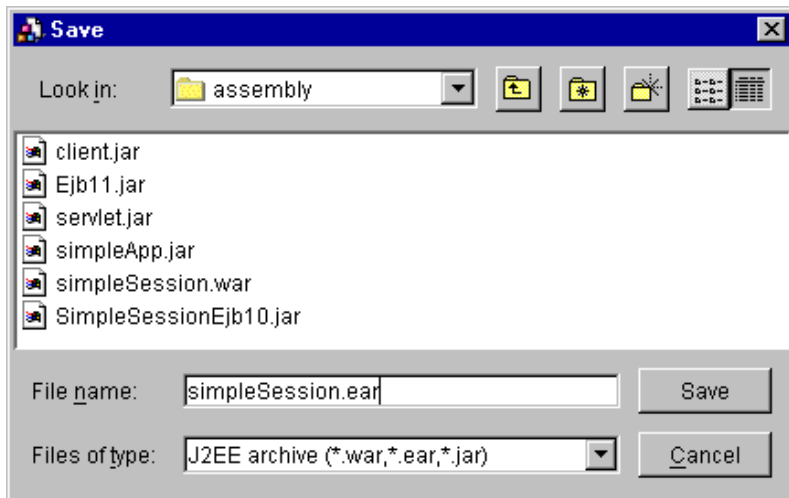 Save
Look in: assembly
client.jar
Ejb11.jar
servlet.jar
simpleApp.jar
simpleSession.war
SimpleSessionEjb10.jar
File name: simpleSession.ear Save
Files of type: J2EE archive (*.war,*.ear,*.jar) Cancel